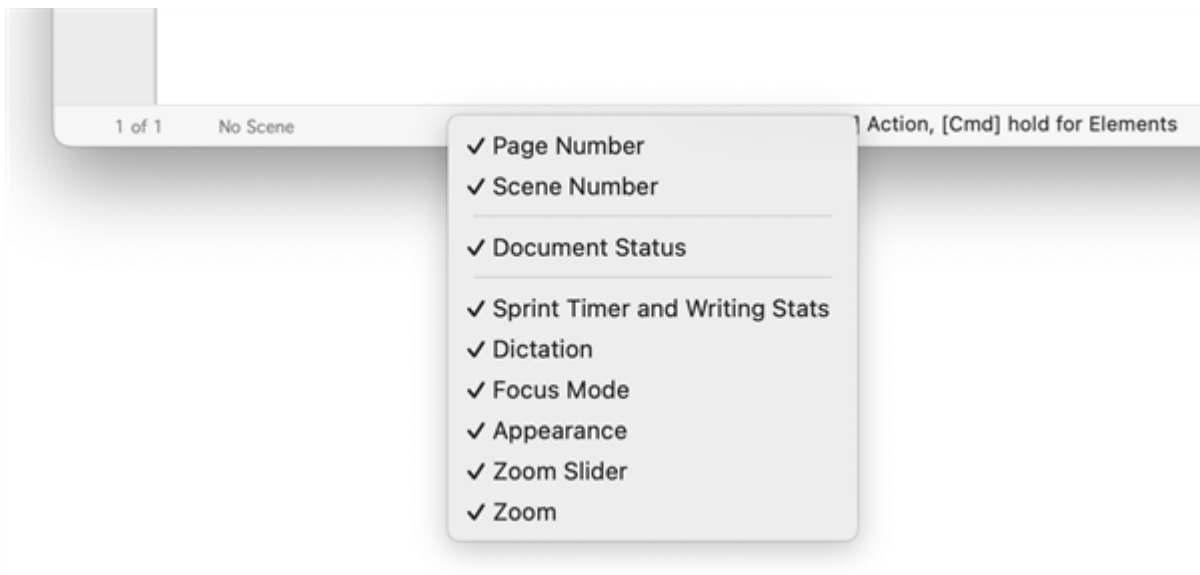 1 of 1 No Scene
] Action, [Cmd] hold for Elements
✓ Page Number
✓ Scene Number
✓ Document Status
✓ Sprint Timer and Writing Stats
✓ Dictation
✓ Focus Mode
✓ Appearance
✓ Zoom Slider
✓ Zoom